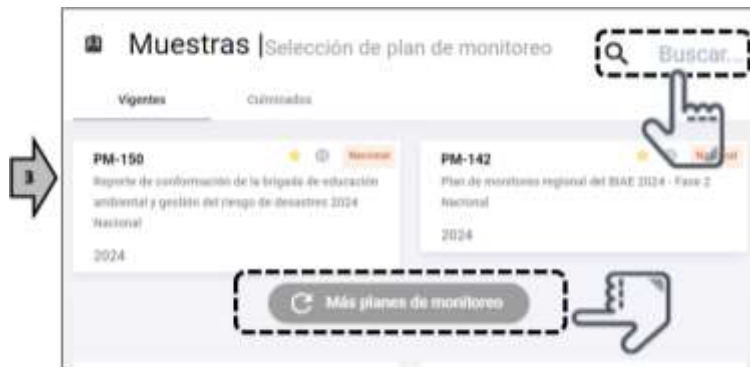 Muestras | Selección de plan de monitoreo
Buscar...
Vigentes
Culminados
3
PM-150
Nacional
Reporte de conformación de la brigada de educación
ambiental y gestión del riesgo de desastres 2024
Nacional
2024
PM-142
Plan de monitoreo regional del BIAE 2024 - Fase 2
Nacional
2024
Más planes de monitoreo